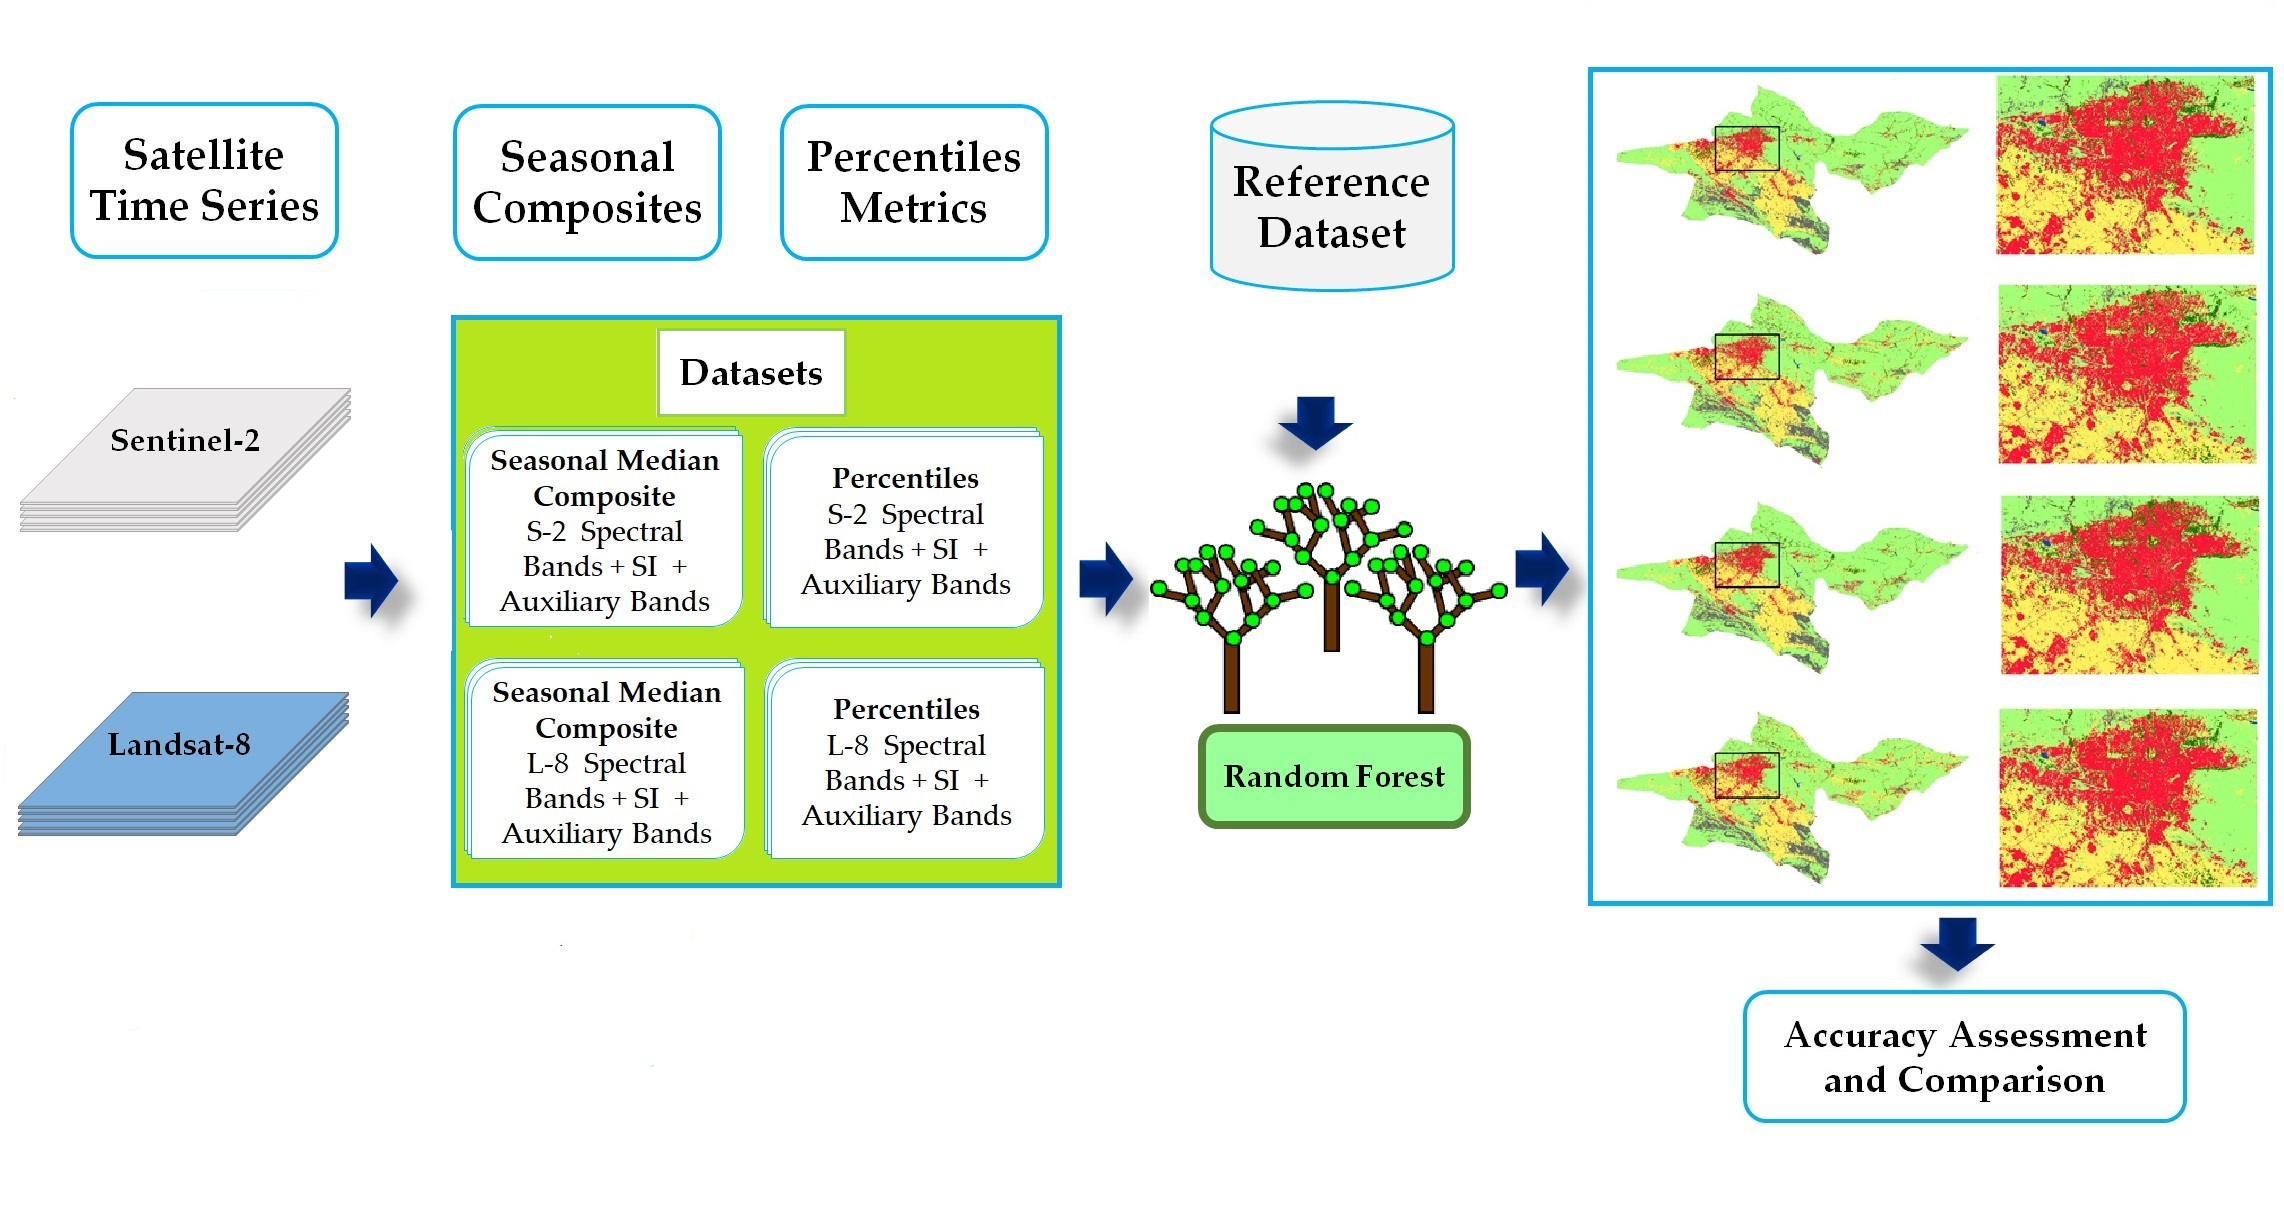 Satellite
Time Series
Seasonal
Composites
Percentiles
Metrics
Reference
Dataset
Sentinel-2
Landsat-8
Datasets
Seasonal Median
Composite
S-2 Spectral
Bands + SI +
Auxiliary Bands
Percentiles
S-2 Spectral
Bands + SI +
Auxiliary Bands
Seasonal Median
Composite
L-8 Spectral
Bands + SI +
Auxiliary Bands
Percentiles
L-8 Spectral
Bands + SI +
Auxiliary Bands
Random Forest
Accuracy Assessment
and Comparison